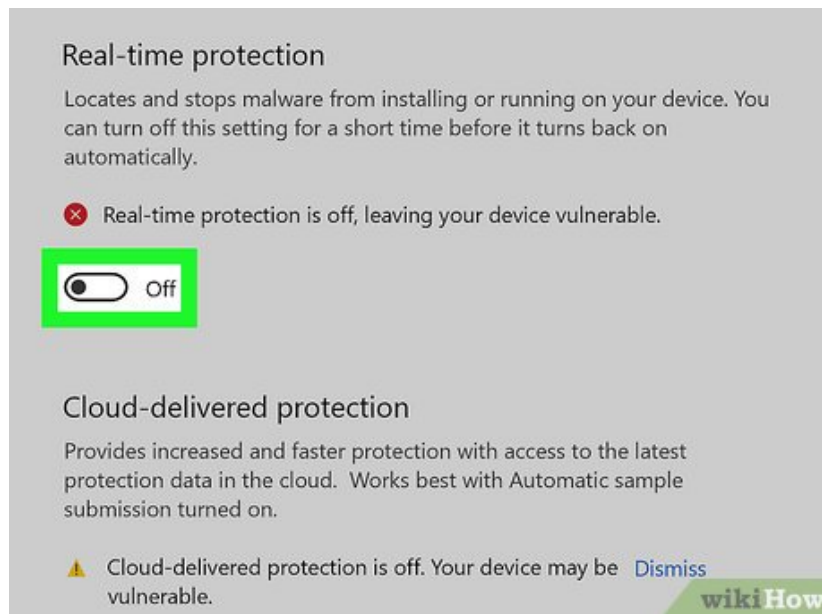 Real-time protection
Locates and stops malware from installing or running on your device. You
can turn off this setting for a short time before it turns back on
automatically.
Real-time protection is off, leaving your device vulnerable.
Off
Cloud-delivered protection
Provides increased and faster protection with access to the latest
protection data in the cloud. Works best with Automatic sample
submission turned on.
Cloud-delivered protection is off. Your device may be Dismiss
vulnerable.
wikiHow